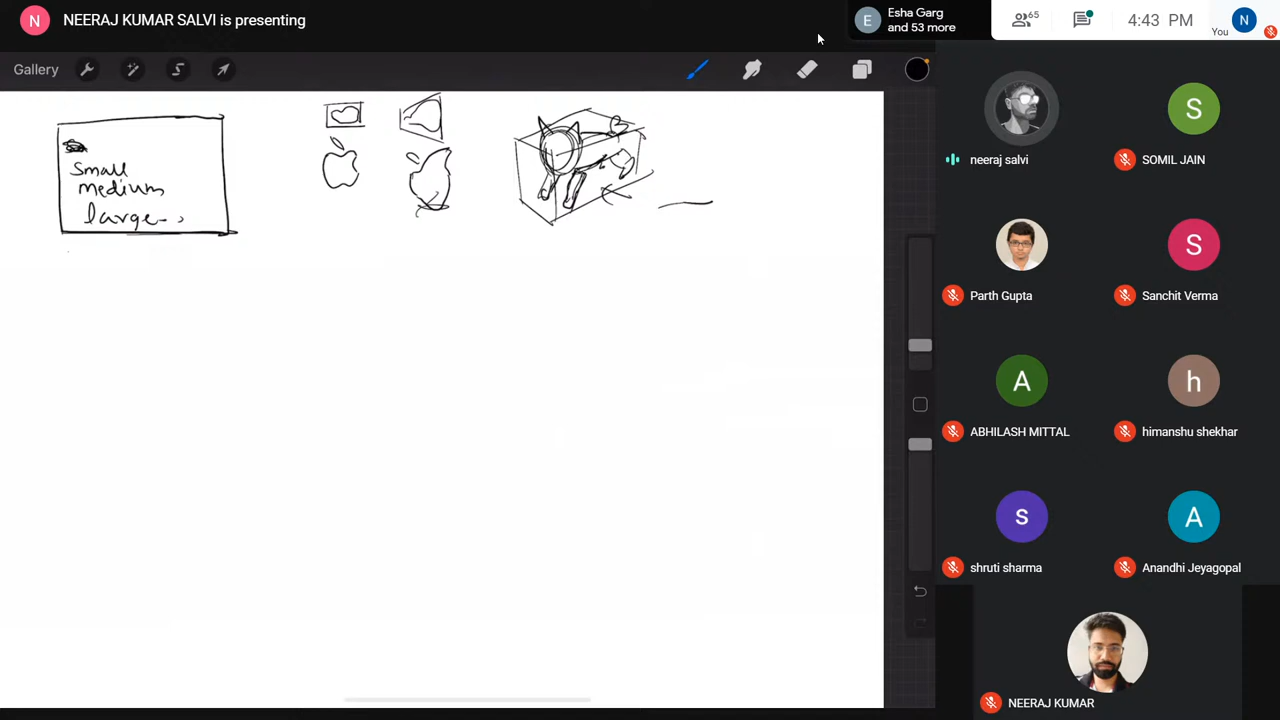 NEERAJ KUMAR SALVI is presenting
N
Esha Garg
and 53 more
E
65
4:43 PM
You
N
Gallery
Small
medium
large
neeraj salvi
S
SOMIL JAIN
Parth Gupta
S
Sanchit Verma
A
ABHILASH MITTAL
h
himanshu shekhar
s
shruti sharma
A
Anandhi Jeyagopal
NEERAJ KUMAR